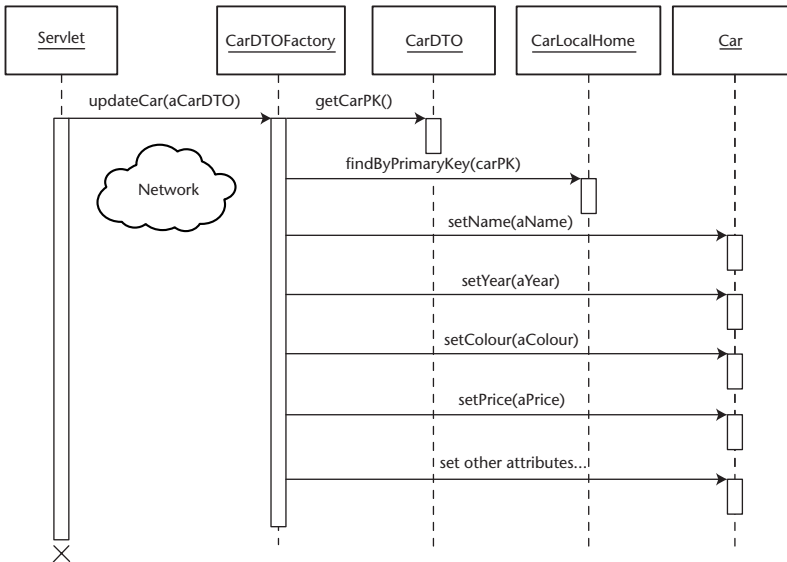 Servlet
CarDTOFactory
CarDTO
CarLocalHome
Car
updateCar(aCarDTO)
getCarPK()
Network
findByPrimaryKey(carPK)
setName(aName)
setYear(aYear)
setColour(aColour)
setPrice(aPrice)
set other attributes...